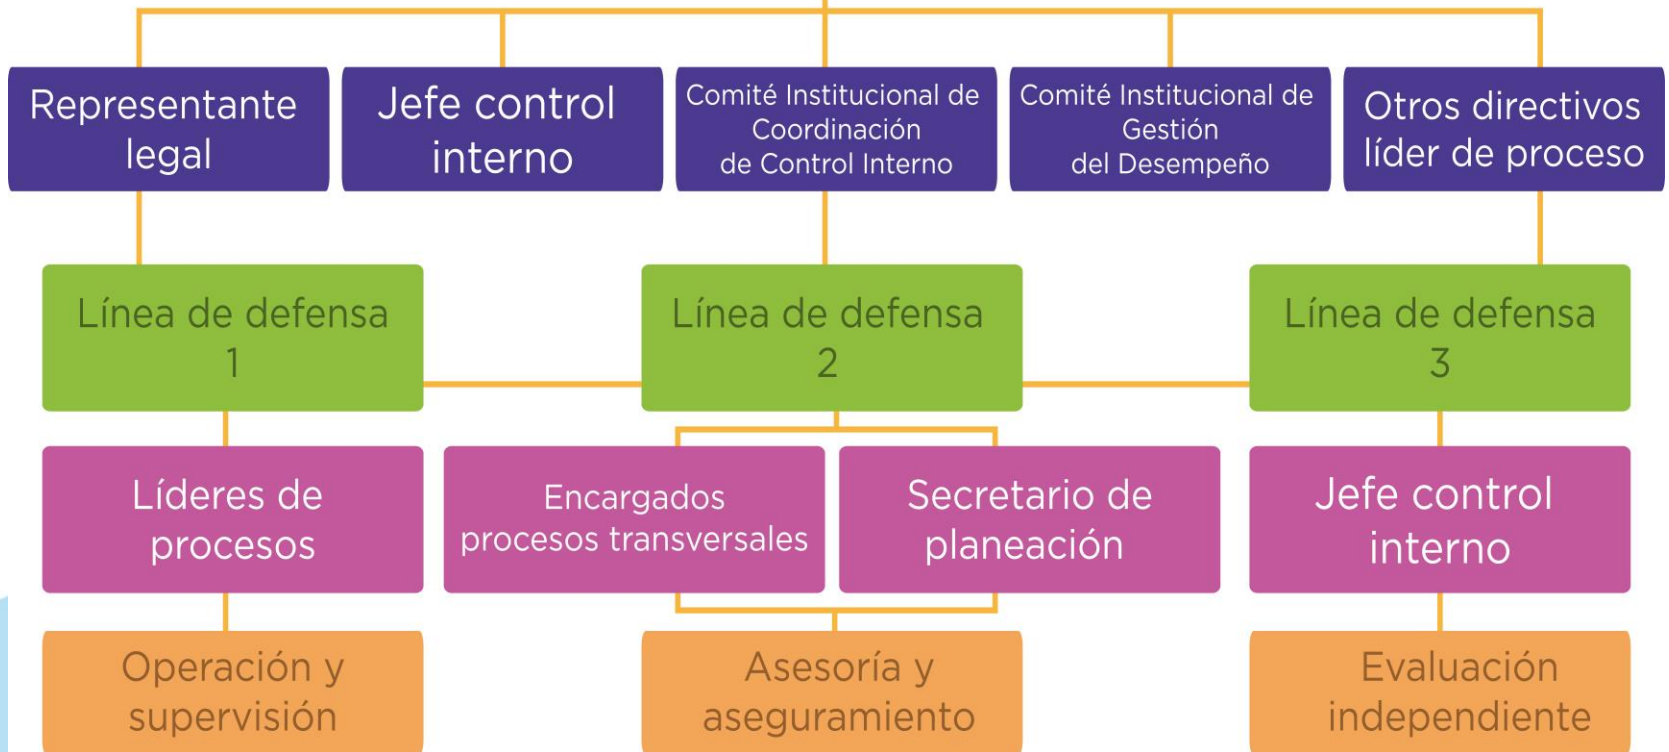 Representante
legal
Jefe control
interno
Comité Institucional de
Coordinación
de Control Interno
Comité Institucional de
Gestión
del Desempeño
Otros directivos
líder de proceso
Línea de defensa
1
Línea de defensa
2
Línea de defensa
3
Líderes de
procesos
Encargados
procesos transversales
Secretario de
planeación
Jefe control
interno
Operación y
supervisión
Asesoría y
aseguramiento
Evaluación
independiente